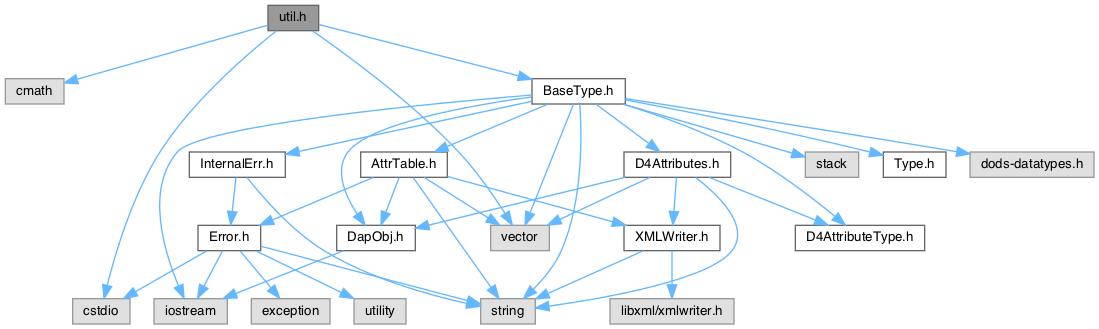 util.h
cmath
BaseType.h
InternalErr.h
AttrTable.h
D4Attributes.h
stack
Type.h
dods-datatypes.h
Error.h
DapObj.h
vector
XMLWriter.h
D4AttributeType.h
cstdio
iostream
exception
utility
string
libxml/xmlwriter.h